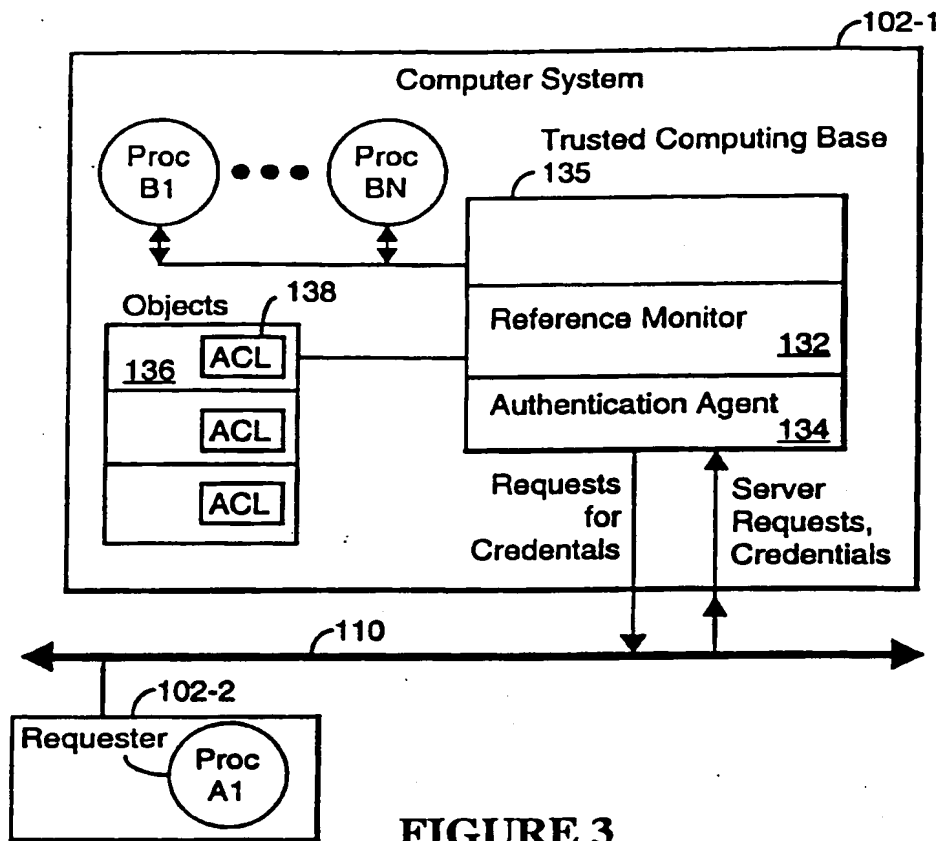 102-1
Computer System
Proc
B1
Proc
BN
Trusted Computing Base
135
Objects
138
136
ACL
ACL
ACL
Reference Monitor
132
Authentication Agent
134
Requests
for
Credentals
Server
Requests,
Credentials
110
102-2
Requester
Proc
A1
FIGURE 3